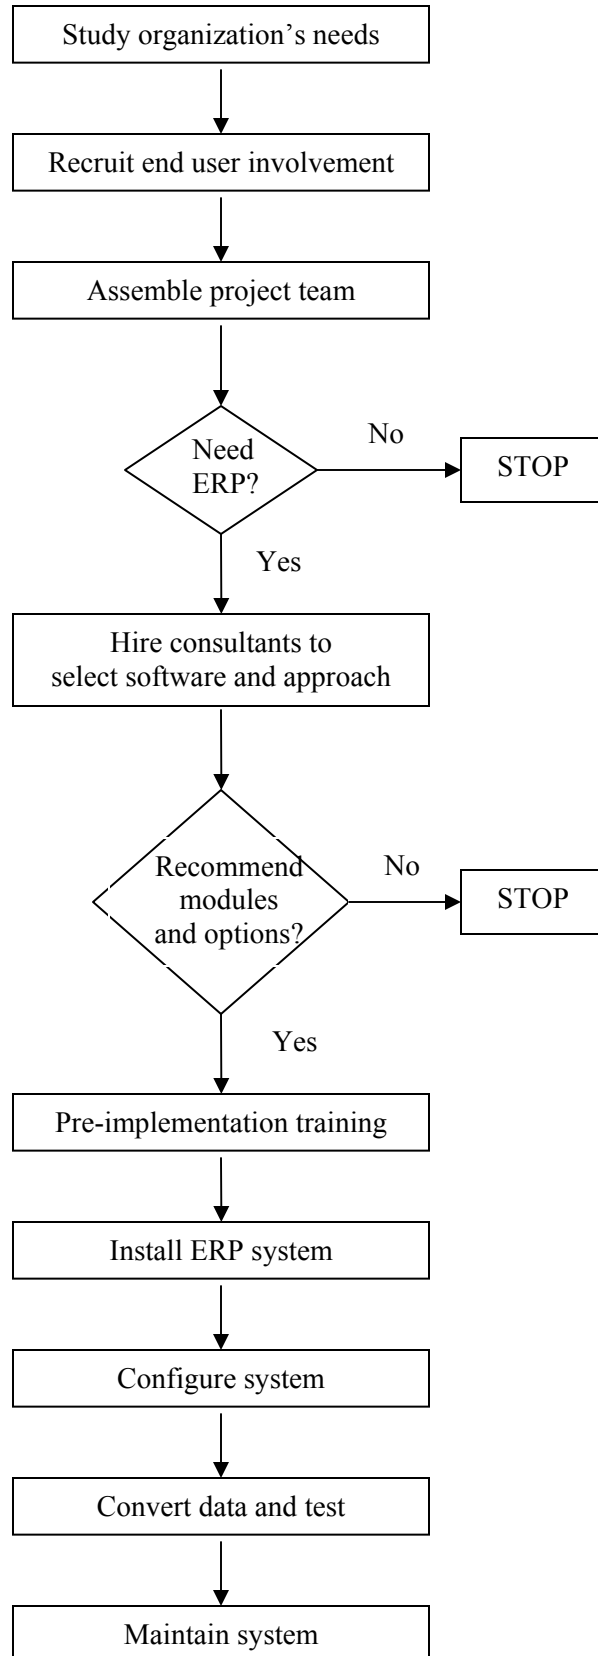 Study organization’s needs
Recruit end user involvement
Assemble project team
Need
ERP?
No
STOP
Yes
Hire consultants to
select software and approach
Recommend
modules
and options?
No
STOP
Yes
Pre-implementation training
Install ERP system
Configure system
Convert data and test
Maintain system